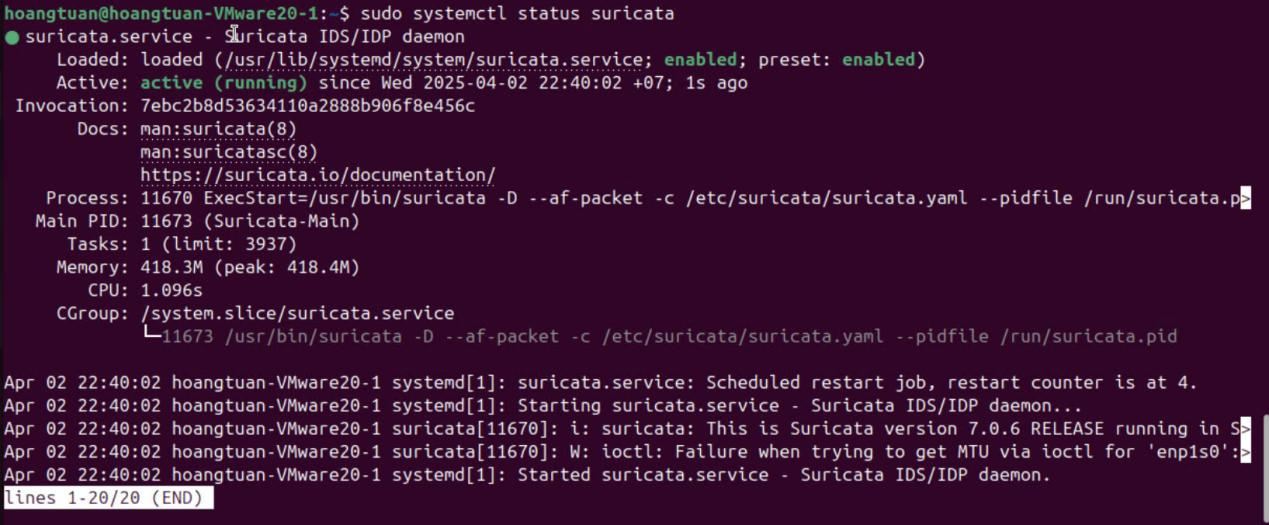 hoangtuan@hoangtuan-VMware20-1:~$ sudo systemctl status suricata
● suricata.service - Suricata IDS/IDP daemon
Loaded: loaded (/usr/lib/systemd/system/suricata.service; enabled; preset: enabled)
Active: active (running) since Wed 2025-04-02 22:40:02 +07; 1s ago
Invocation: 7ebc2b8d53634110a2888b906f8e456c
Docs: man:suricata(8)
man:suricatasc(8)
https://suricata.io/documentation/
Process: 11670 ExecStart=/usr/bin/suricata -D --af-packet -c /etc/suricata/suricata.yaml --pidfile /run/suricata.p>
Main PID: 11673 (Suricata-Main)
Tasks: 1 (limit: 3937)
Memory: 418.3M (peak: 418.4M)
CPU: 1.096s
CGroup: /system.slice/suricata.service
└─11673 /usr/bin/suricata -D --af-packet -c /etc/suricata/suricata.yaml --pidfile /run/suricata.pid
Apr 02 22:40:02 hoangtuan-VMware20-1 systemd[1]: suricata.service: Scheduled restart job, restart counter is at 4.
Apr 02 22:40:02 hoangtuan-VMware20-1 systemd[1]: Starting suricata.service - Suricata IDS/IDP daemon...
Apr 02 22:40:02 hoangtuan-VMware20-1 suricata[11670]: i: suricata: This is Suricata version 7.0.6 RELEASE running in S>
Apr 02 22:40:02 hoangtuan-VMware20-1 suricata[11670]: W: ioctl: Failure when trying to get MTU via ioctl for 'enp1s0':>
Apr 02 22:40:02 hoangtuan-VMware20-1 systemd[1]: Started suricata.service - Suricata IDS/IDP daemon.
lines 1-20/20 (END)